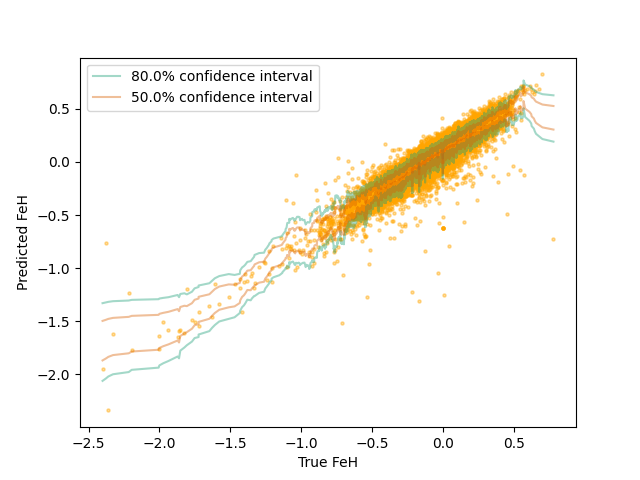 80.0% confidence interval
50.0% confidence interval
Predicted FeH
0.5
0.0
−0.5
−1.0
−1.5
−2.0
−2.5 −2.0 −1.5 −1.0 −0.5 0.0 0.5
True FeH